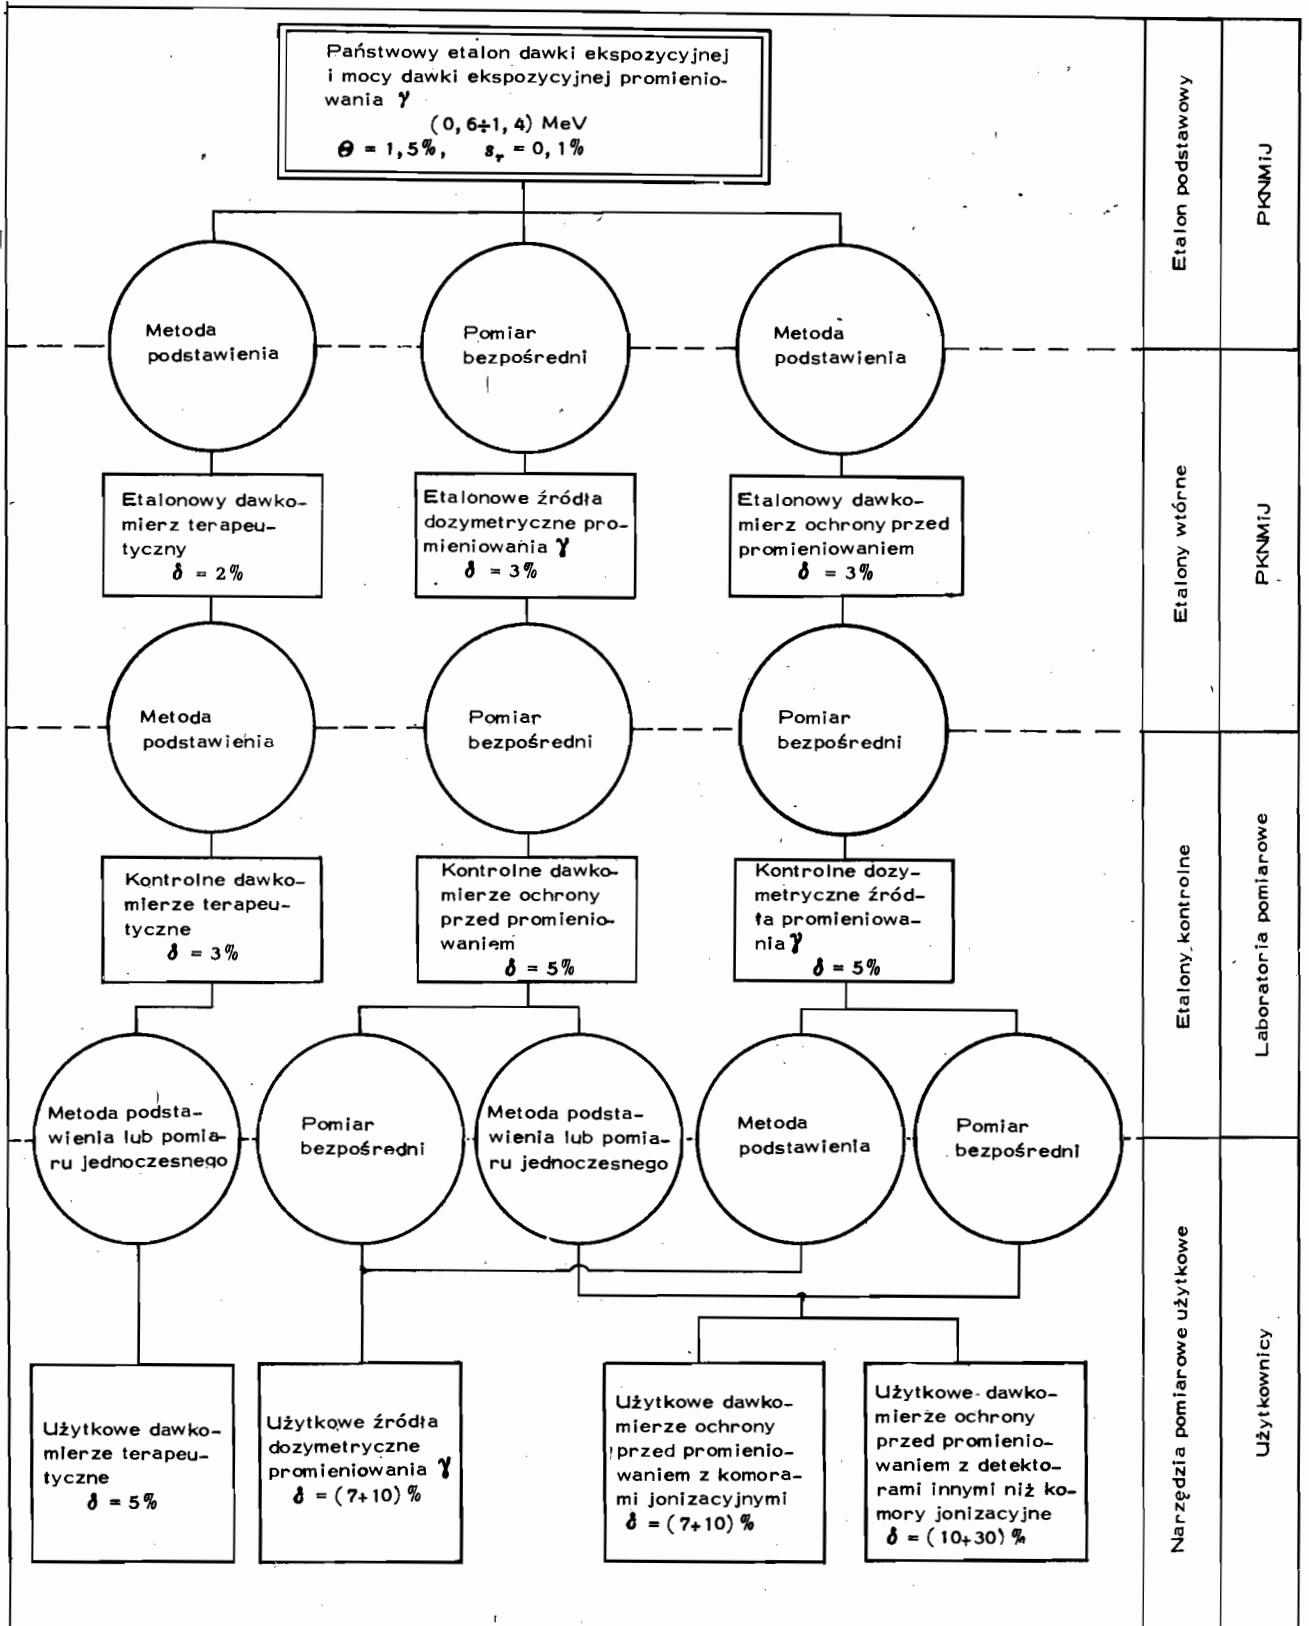 Państwowy etalon dawki ekspozycyjnej
i mocy dawki ekspozycyjnej promienio-
wania γ
(0,6÷1,4) MeV
Θ = 1,5%, sᵣ = 0,1%
Etalon podstawowy
PKNMiJ
Metoda
podstawienia
Pomiar
bezpośredni
Metoda
podstawienia
Etalonowy dawko-
mierz terapeu-
tyczny
δ = 2%
Etalonowe źródła
dozymetryczne pro-
mieniowania γ
δ = 3%
Etalonowy dawko-
mierz ochrony przed
promieniowaniem
δ = 3%
Etalony wtórne
PKNMiJ
Metoda
podstawienia
Pomiar
bezpośredni
Pomiar
bezpośredni
Kontrolne dawko-
mierze terapeu-
tyczne
δ = 3%
Kontrolne dawko-
mierze ochrony
przed promienio-
waniem
δ = 5%
Kontrolne dozy-
metryczne źród-
ła promieniowa-
nia γ
δ = 5%
Etalony kontrolne
Laboratoria pomiarowe
Metoda podsta-
wienia lub pomia-
ru jednoczesnego
Pomiar
bezpośredni
Metoda podsta-
wienia lub pomia-
ru jednoczesnego
Metoda
podstawienia
Pomiar
bezpośredni
Użytkowe dawko-
mierze terapeu-
tyczne
δ = 5%
Użytkowe źródła
dozymetryczne
promieniowania γ
δ = (7+10) %
Użytkowe dawko-
mierze ochrony
przed promienio-
waniem z komora-
mi jonizacyjnymi
δ = (7+10) %
Użytkowe dawko-
mierze ochrony
przed promienio-
waniem z detekto-
rami innymi niż ko-
mory jonizacyjne
δ = (10+30) %
Narzędzia pomiarowe użytkowe
Użytkownicy